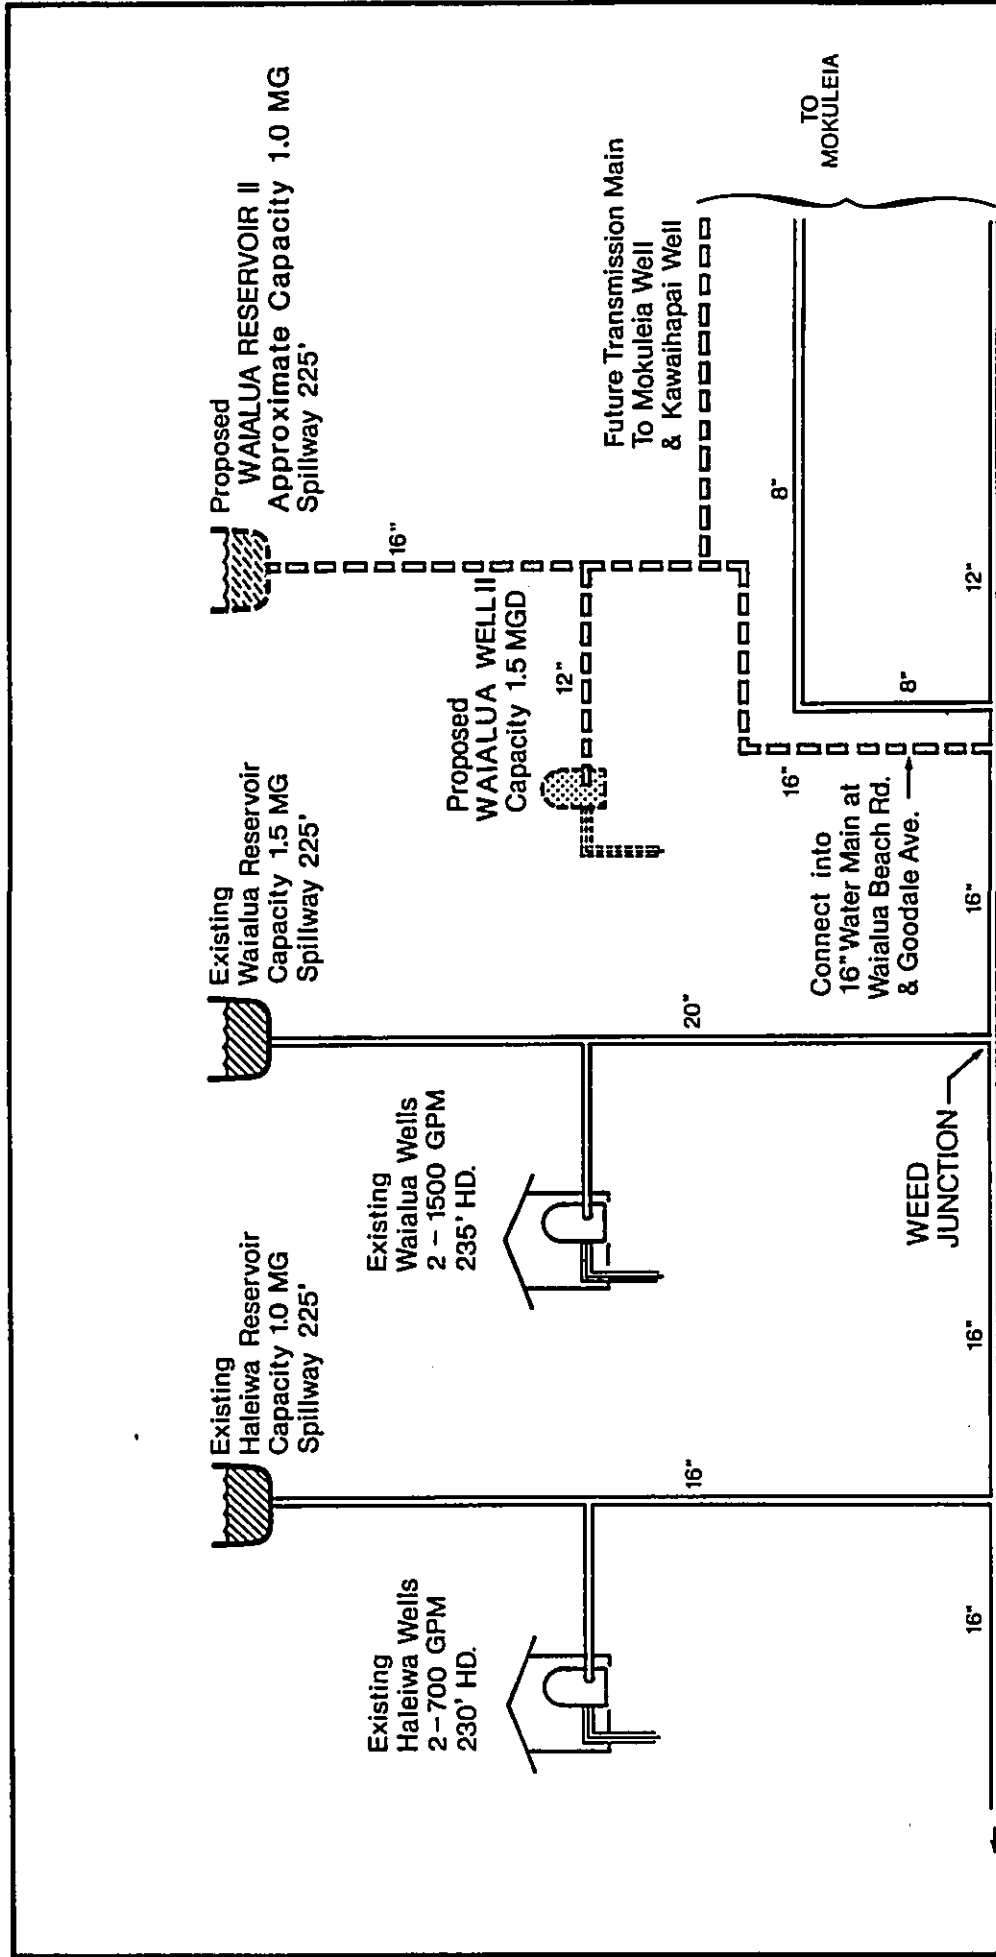 Existing
Haleiwa Reservoir
Capacity 1.0 MG
Spillway 225'
Existing
Waialua Reservoir
Capacity 1.5 MG
Spillway 225'
Proposed
WAIALUA RESERVOIR II
Approximate Capacity 1.0 MG
Spillway 225'
Existing
Haleiwa Wells
2-700 GPM
230' HD.
Existing
Waialua Wells
2-1500 GPM
235' HD.
Proposed
WAIALUA WELL II
Capacity 1.5 MGD
16"
12"
Future Transmission Main
To Mokuleia Well
& Kawaihapai Well
16"
20"
16"
8"
8"
TO
MOKULEIA
Connect into
16" Water Main at
Waialua Beach Rd.
& Goodale Ave.
WEED
JUNCTION
16"
16"
16"
12"